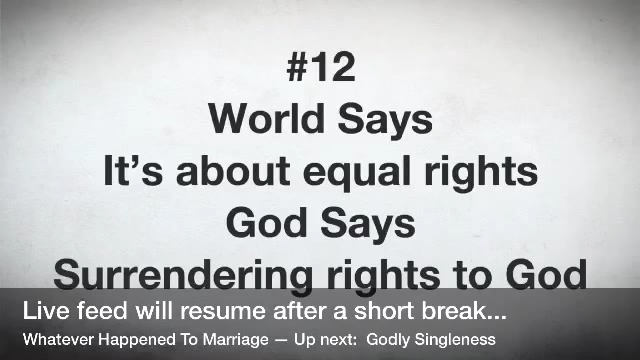 #12
World Says
It’s about equal rights
God Says
Surrendering rights to God
Live feed will resume after a short break...
Whatever Happened To Marriage — Up next:  Godly Singleness